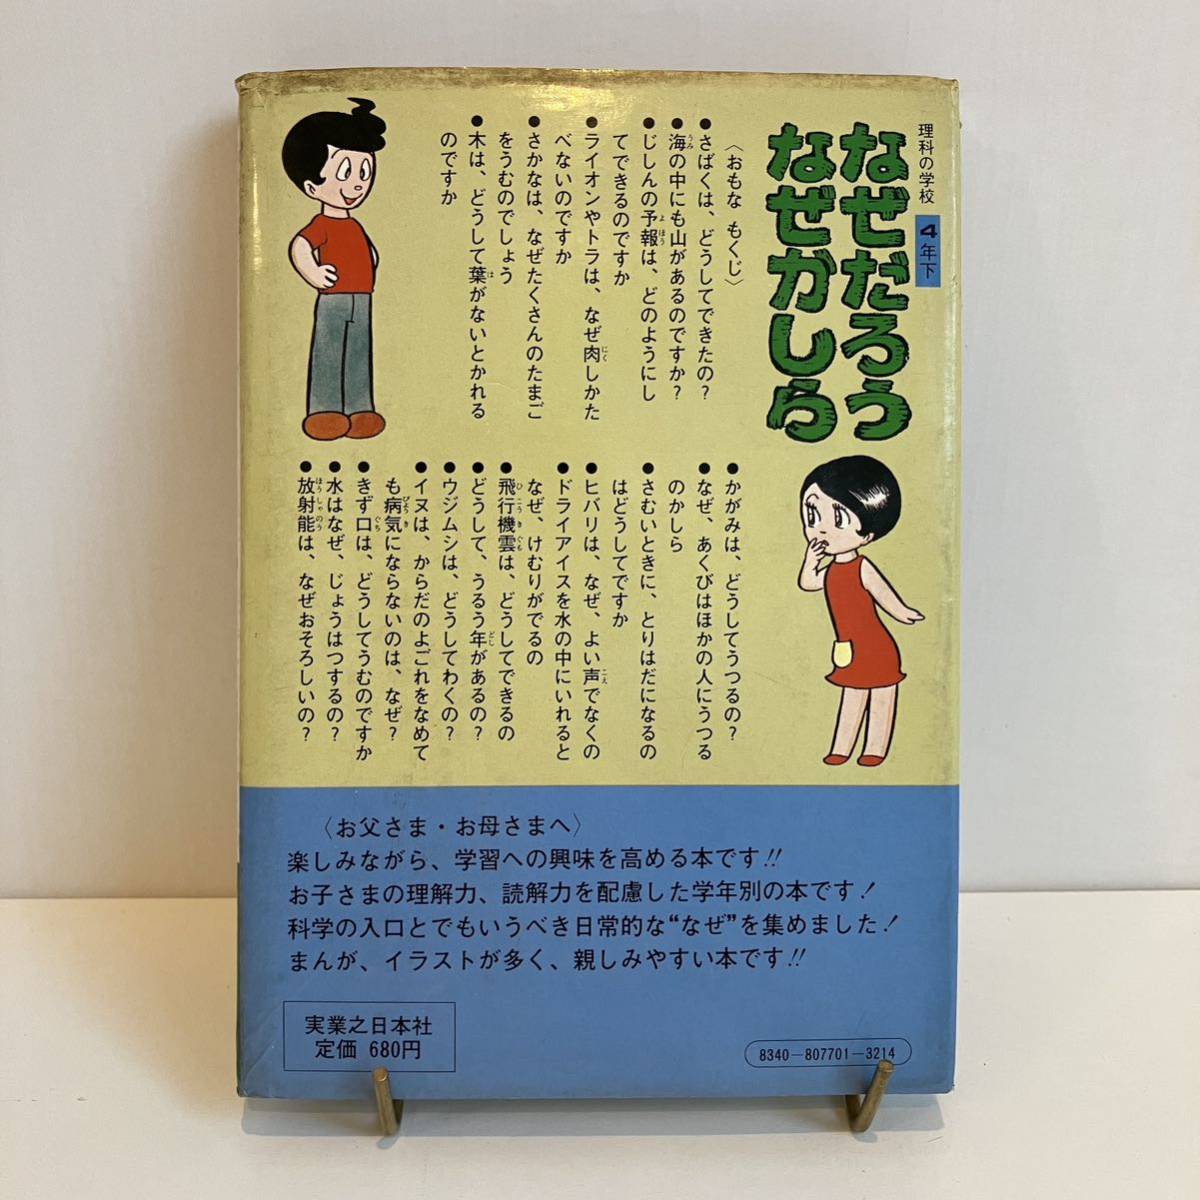 理科の学校 4年下
なぜだろう
なぜかしら
〈おもな もくじ〉
●さばくは、どうしてできたの？
●海の中にも山があるのですか？
●じしんの予報は、どのようにし
てできるのですか
●ライオンやトラは、なぜ肉しかた
べないのですか
●さかなは、なぜたくさんのたまご
をうむのでしょう
●木は、どうして葉がないとかれる
のですか
●かがみは、どうしてうつるの？
●なぜ、あくびはほかの人にうつる
のかしら
●さむいときに、とりはだになるの
はどうしてですか
●ヒバリは、なぜ、よい声でなくの
●ドライアイスを水の中にいれると
なぜ、けむりがでるの
●飛行機雲は、どうしてできるの
●どうして、うるう年があるの？
●ウジムシは、どうしてわくの？
●イヌは、からだのよごれをなめて
も病気にならないのは、なぜ？
●きず口は、どうしてうむのですか
●水はなぜ、じょうはつするの？
●放射能は、なぜおそろしいの？
〈お父さま・お母さまへ〉
楽しみながら、学習への興味を高める本です!!
お子さまの理解力、読解力を配慮した学年別の本です！
科学の入口とでもいうべき日常的な“なぜ”を集めました！
まんが、イラストが多く、親しみやすい本です!!
実業之日本社
定価 680円
8340-807701-3214